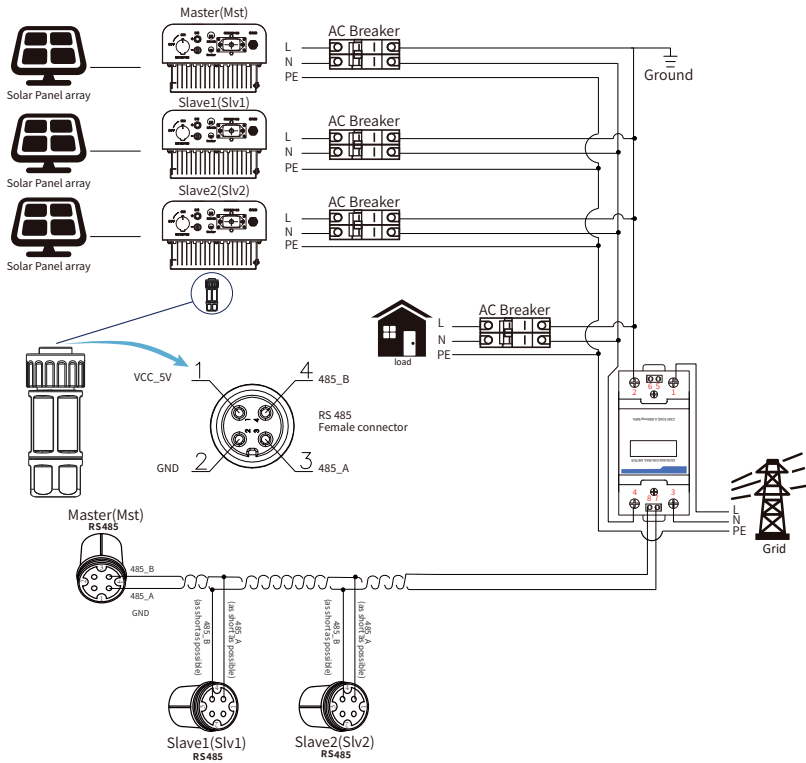 Master(Mst)
AC Breaker
L
N
PE
Ground
Solar Panel array
Slave1(Slv1)
AC Breaker
L
N
PE
Solar Panel array
Slave2(Slv2)
AC Breaker
L
N
PE
Solar Panel array
AC Breaker
L
N
PE
load
VCC_5V
1
4
485_B
RS 485
Female connector
GND
2
3
485_A
1
4
2
3
2
6 5
1
4
8 7
3
L
N
PE
Grid
Master(Mst)
RS485
485_B
485_A
GND
485_B
(as short as possible)
485_A
(as short as possible)
485_B
(as short as possible)
485_A
(as short as possible)
Slave1(Slv1)
RS485
Slave2(Slv2)
RS485